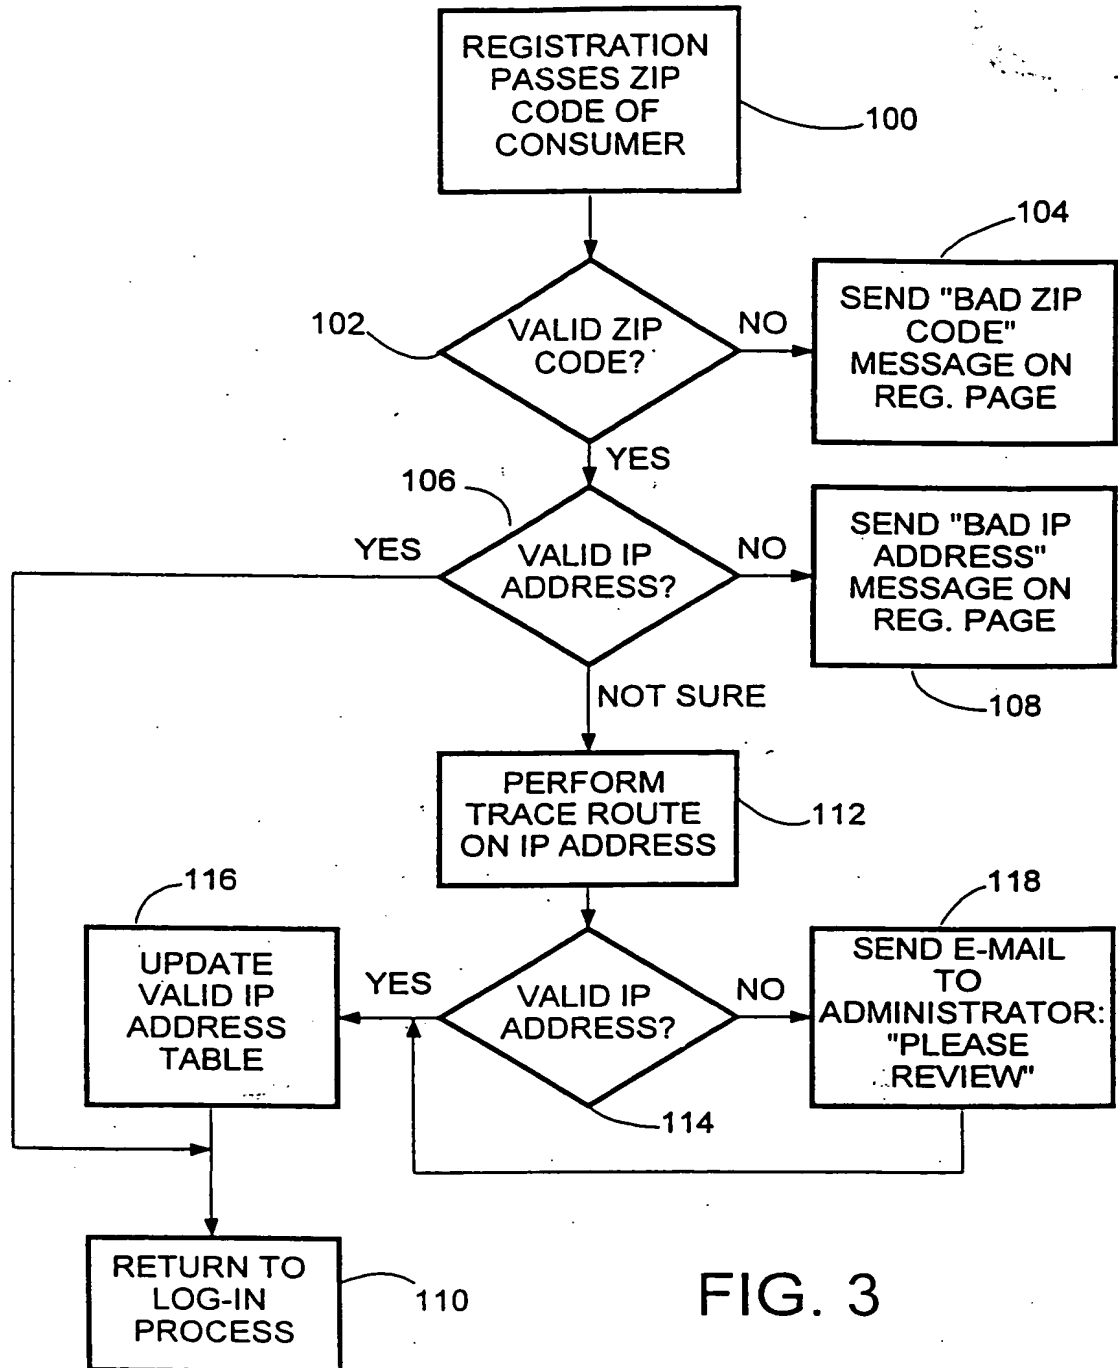 REGISTRATION
PASSES ZIP
CODE OF
CONSUMER
100
104
102
VALID ZIP
CODE?
NO
SEND "BAD ZIP
CODE"
MESSAGE ON
REG. PAGE
YES
106
YES
VALID IP
ADDRESS?
NO
SEND "BAD IP
ADDRESS"
MESSAGE ON
REG. PAGE
108
NOT SURE
PERFORM
TRACE ROUTE
ON IP ADDRESS
112
116
118
UPDATE
VALID IP
ADDRESS
TABLE
YES
VALID IP
ADDRESS?
NO
SEND E-MAIL
TO
ADMINISTRATOR:
"PLEASE
REVIEW"
114
RETURN TO
LOG-IN
PROCESS
110
FIG. 3